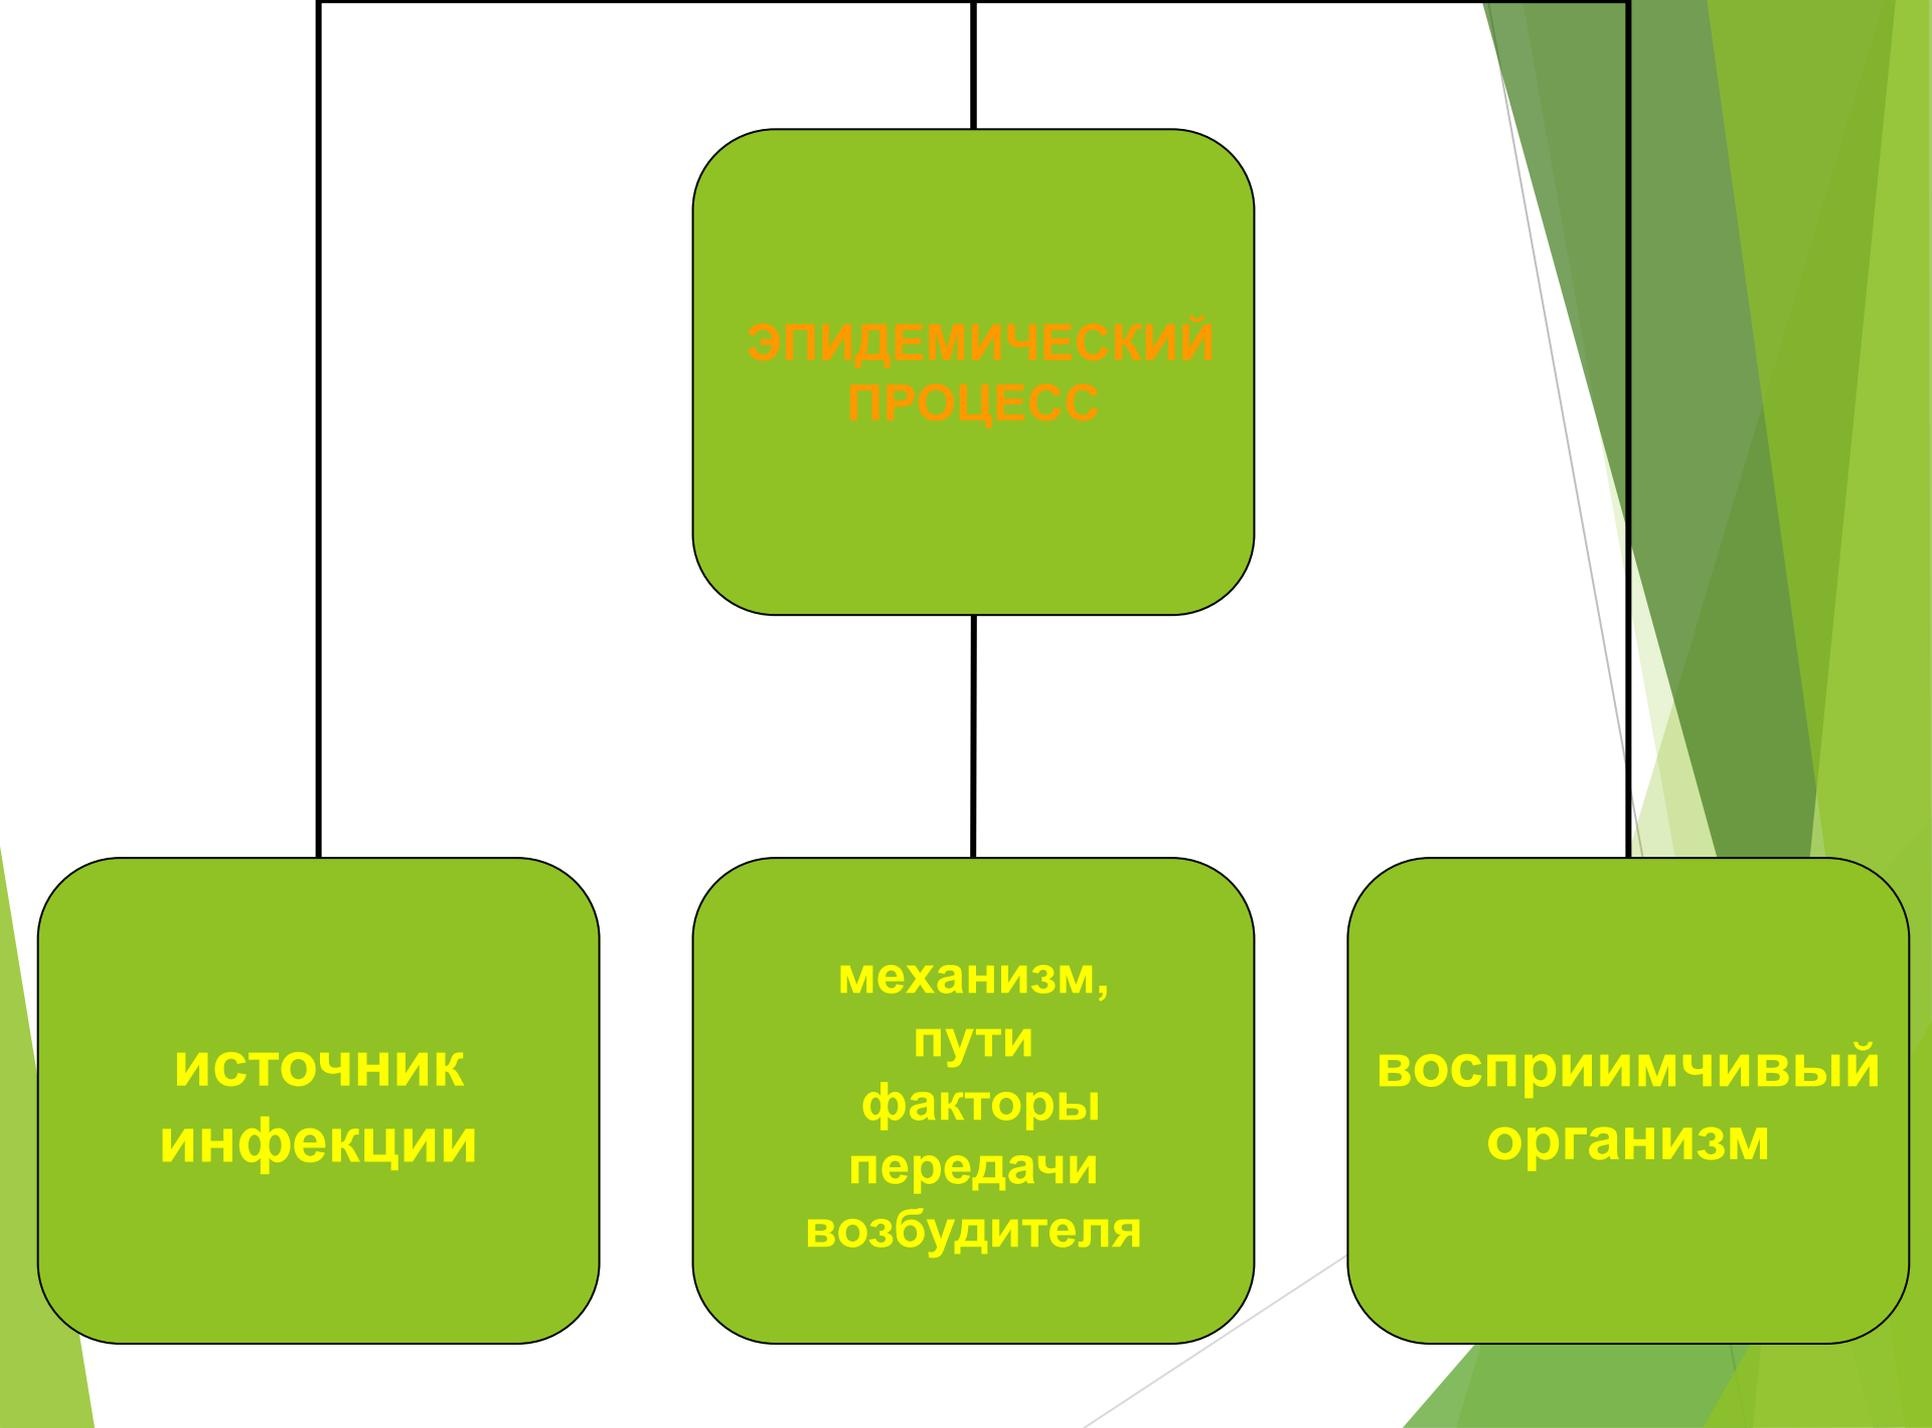 ЭПИДЕМИЧЕСКИЙ
ПРОЦЕСС
источник
инфекции
механизм,
пути
факторы
передачи
возбудителя
восприимчивый
организм